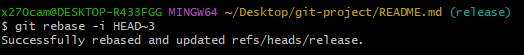 x270cam@DESKTOP-R433FGG MINGW64 ~/Desktop/git-project/README.md (release)
$ git rebase -i HEAD~3
Successfully rebased and updated refs/heads/release.